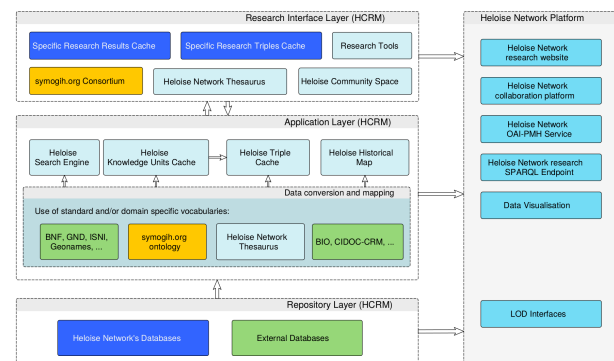 Research Interface Layer (HCRM)
Specific Research Results Cache
Specific Research Triples Cache
Research Tools
symogih.org Consortium
Heloise Network Thesaurus
Heloise Community Space
Application Layer (HCRM)
Heloise
Search Engine
Heloise
Knowledge Units Cache
Heloise Triple
Cache
Heloise Historical
Map
Data conversion and mapping
Use of standard and/or domain specific vocabularies:
BNF, GND, ISNI,
Geonames, ...
symogih.org
ontology
Heloise Network
Thesaurus
BIO, CIDOC-CRM, ...
Repository Layer (HCRM)
Heloise Network's Databases
External Databases
Heloise Network Platform
Heloise Network
research website
Heloise Network
collaboration platform
Heloise Network
OAI-PMH Service
Heloise Network research
SPARQL Endpoint
Data Visualisation
LOD Interfaces